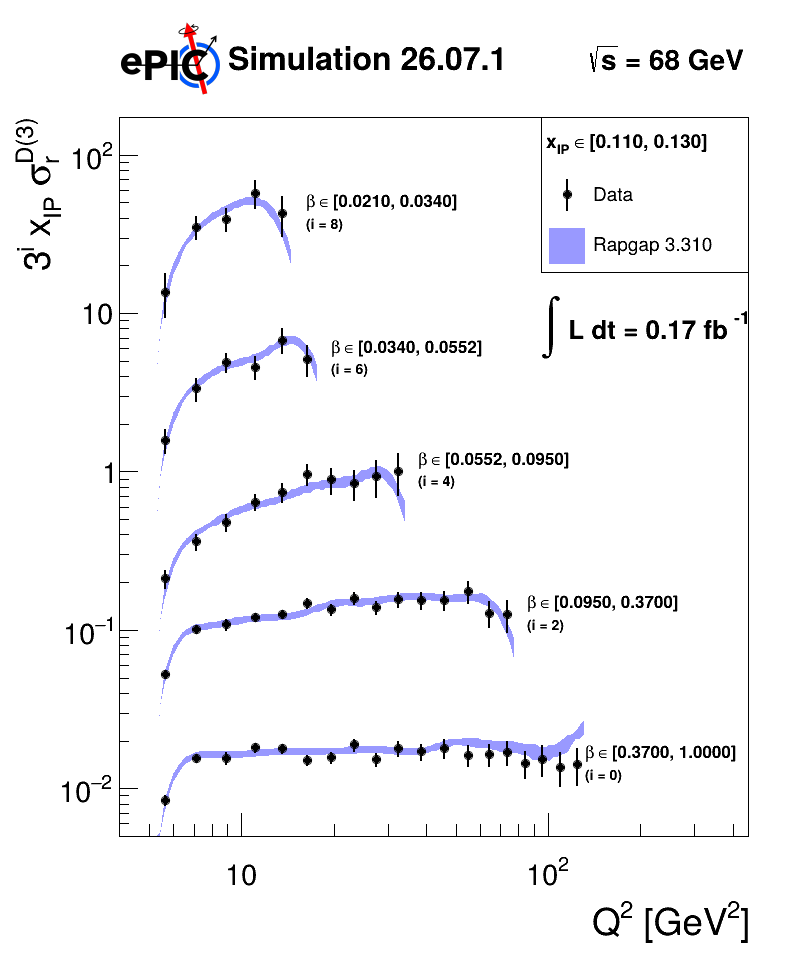 ePIC Simulation 26.07.1
√s = 68 GeV
3^i x_IP σ_r^D(3)
x_IP ∈ [0.110, 0.130]
Data
Rapgap 3.310
∫ L dt = 0.17 fb^-1
10^2
10
1
10^−1
10^−2
β ∈ [0.0210, 0.0340]
(i = 8)
β ∈ [0.0340, 0.0552]
(i = 6)
β ∈ [0.0552, 0.0950]
(i = 4)
β ∈ [0.0950, 0.3700]
(i = 2)
β ∈ [0.3700, 1.0000]
(i = 0)
10
10^2
Q^2 [GeV^2]